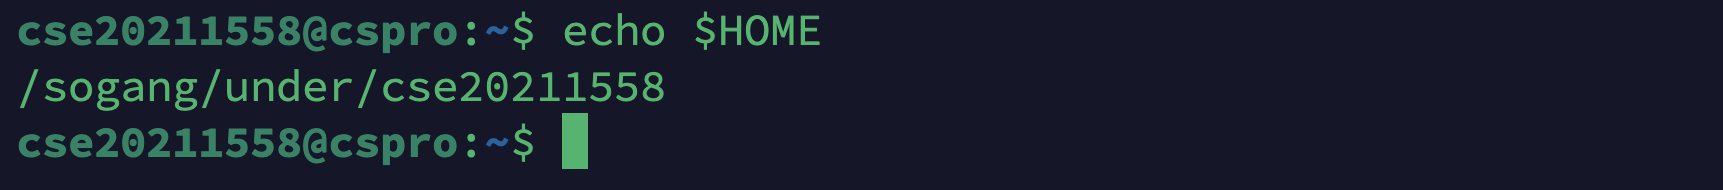 cse20211558@cspro:~$ echo $HOME
/sogang/under/cse20211558
cse20211558@cspro:~$